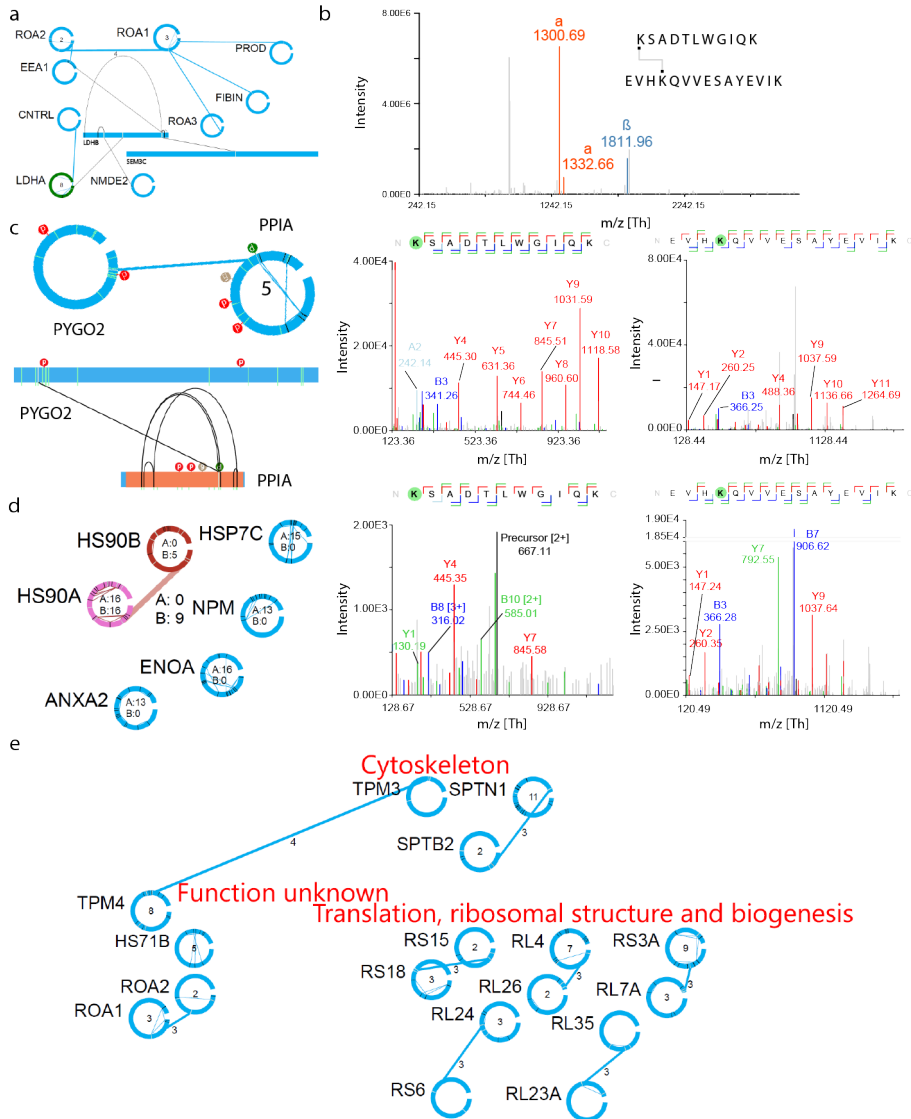 a
ROA2
2
ROA1
3
PROD
4
EEA1
FIBIN
CNTRL
ROA3
LDHB
SEM3C
LDHA
8
NMDE2
b
8.00E6
4.00E6
0.00E0
Intensity
a
1300.69
a
1332.66
ß
1811.96
KSADTLWGIQK
EVHKQVVESAYEVIK
242.15
1242.15
2242.15
m/z [Th]
c
PPIA
5
P
P
P
PYGO2
P
P
PYGO2
P
P
PPIA
N K S A D T L W G I Q K C
4.00E4
2.00E4
0.00E0
Intensity
A2
242.14
B3
341.26
Y4
445.30
Y5
631.36
Y6
744.46
Y7
845.51
Y8
960.60
Y9
1031.59
Y10
1118.58
123.36
523.36
923.36
m/z [Th]
N E V H K Q V V E S A Y E V I K C
8.00E4
4.00E4
0.00E0
Intensity
Y1
147.17
Y2
260.25
B3
366.25
Y4
488.36
Y9
1037.59
Y10
1136.66
Y11
1264.69
128.44
1128.44
m/z [Th]
d
HS90B
A:0
B:5
HSP7C
A:15
B:0
HS90A
A:16
B:16
A: 0
B: 9
NPM
A:13
B:0
ENOA
A:16
B:0
ANXA2
A:13
B:0
N K S A D T L W G I Q K C
2.00E3
1.00E3
0.00E0
Intensity
Precursor [2+]
667.11
Y4
445.35
B8 [3+]
316.02
B10 [2+]
585.01
Y1
130.19
Y7
845.58
128.67
528.67
928.67
m/z [Th]
N E V H K Q V V E S A Y E V I K C
1.90E4
1.85E4
5.00E3
2.50E3
0.00E0
Intensity
B7
906.62
Y7
792.55
Y1
147.24
B3
366.28
Y2
260.35
Y9
1037.64
120.49
1120.49
m/z [Th]
e
Cytoskeleton
TPM3
SPTN1
11
4
SPTB2
2
3
TPM4
8
Function unknown
Translation, ribosomal structure and biogenesis
HS71B
ROA2
2
ROA1
3
3
RS15
2
RL4
7
RS3A
9
RS18
3
3
RL26
2
3
RL7A
3
3
RL24
3
RL35
3
3
RS6
RL23A